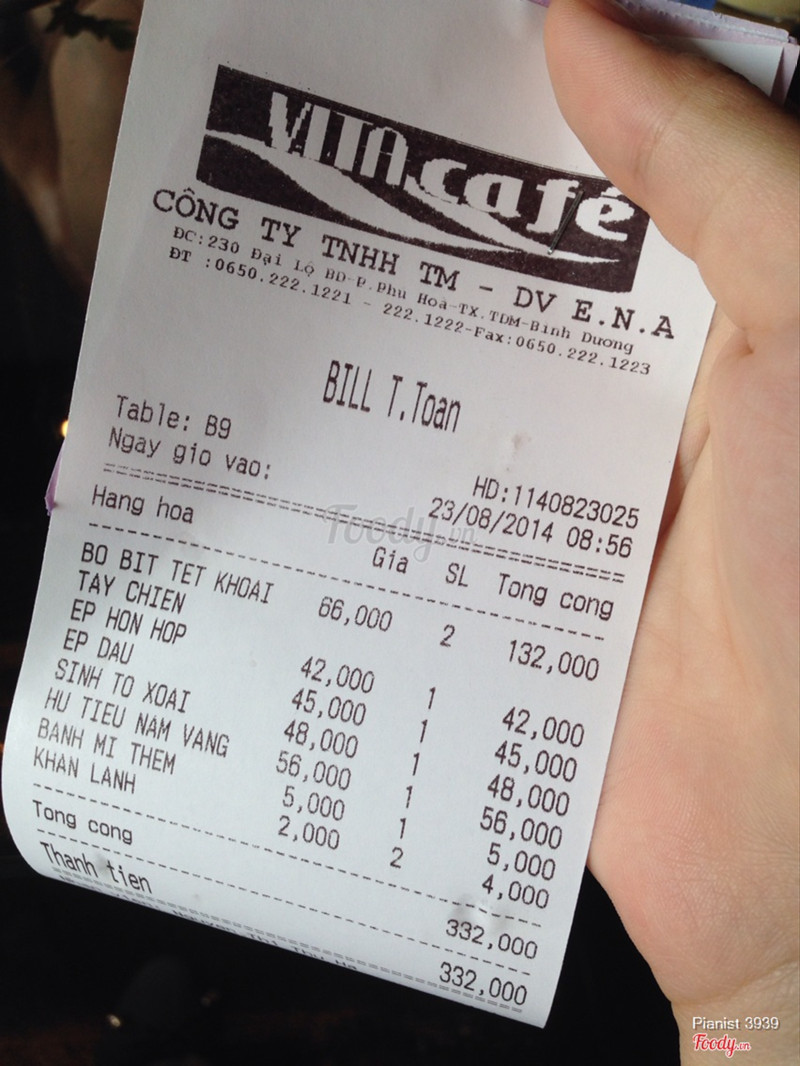 VITA café
CÔNG TY TNHH TM - DV E.N.A
ĐC:230 Đại Lộ BD-P.Phu Hoà-TX.TDM-Bình Dương
ĐT :0650.222.1221 - 222.1222-Fax:0650.222.1223
BILL T.Toan
Table: B9
HD:1140823025
Ngay gio vao: 23/08/2014 08:56
Hang hoa Gia SL Tong cong
BO BIT TET KHOAI 66,000 2 132,000
TAY CHIEN
EP HON HOP 42,000 1 42,000
EP DAU 45,000 1 45,000
SINH TO XOAI 48,000 1 48,000
HU TIEU NAM VANG 56,000 1 56,000
BANH MI THEM 5,000 1 5,000
KHAN LANH 2,000 2 4,000
Tong cong 332,000
Thanh tien 332,000
Foody.vn
Pianist 3939
Foody.vn